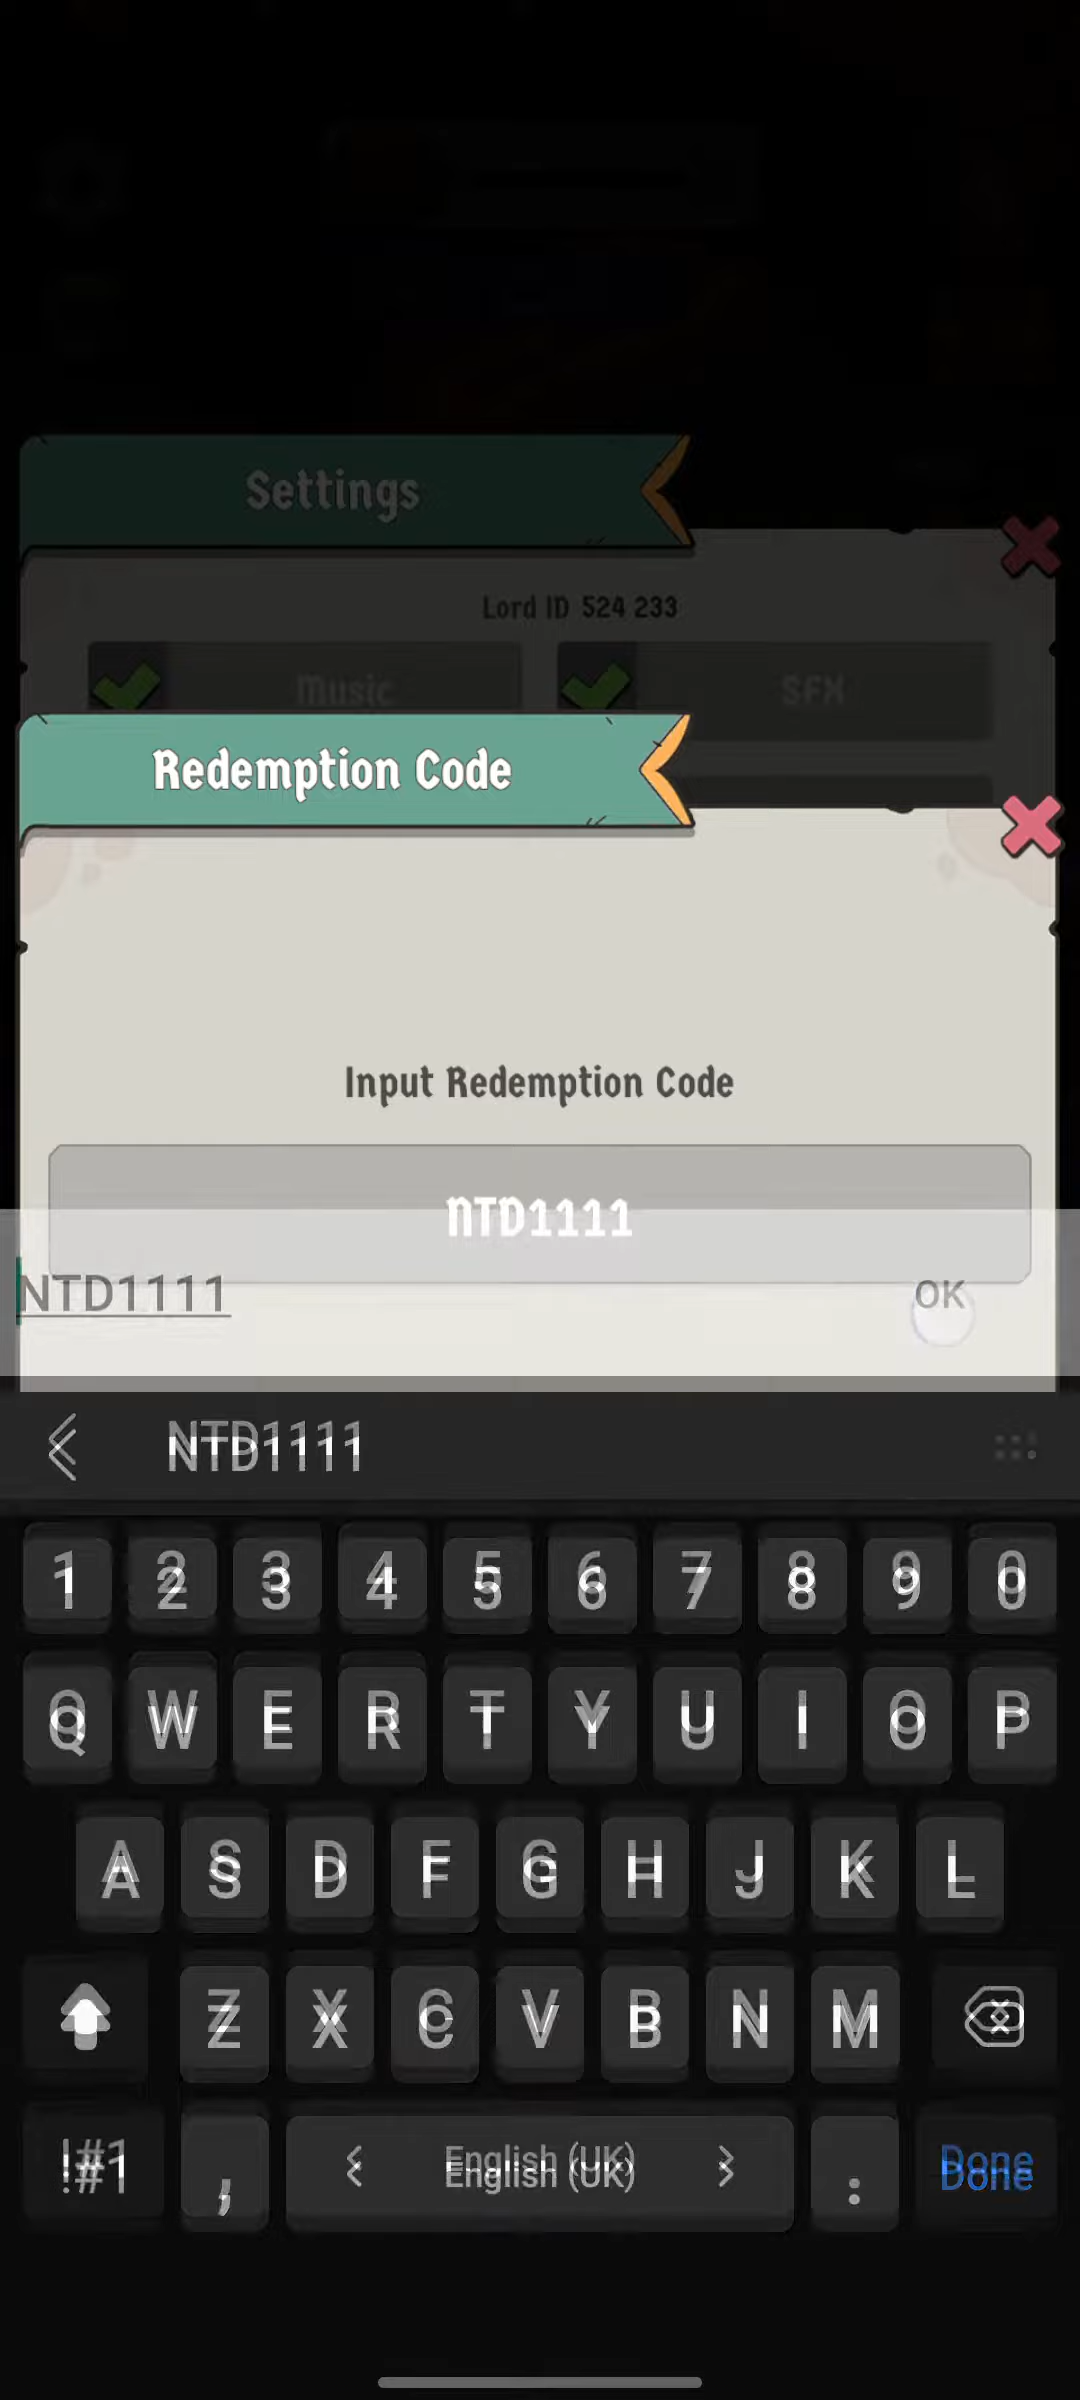 Settings
Lord ID 524 233
Music
SFX
Redemption Code
Input Redemption Code
NTD1111
NTD1111
OK
NTD1111
1 2 3 4 5 6 7 8 9 0
Q W E R T Y U I O P
A S D F G H J K L
Z X C V B N M
!#1 , < English (UK) > . Done